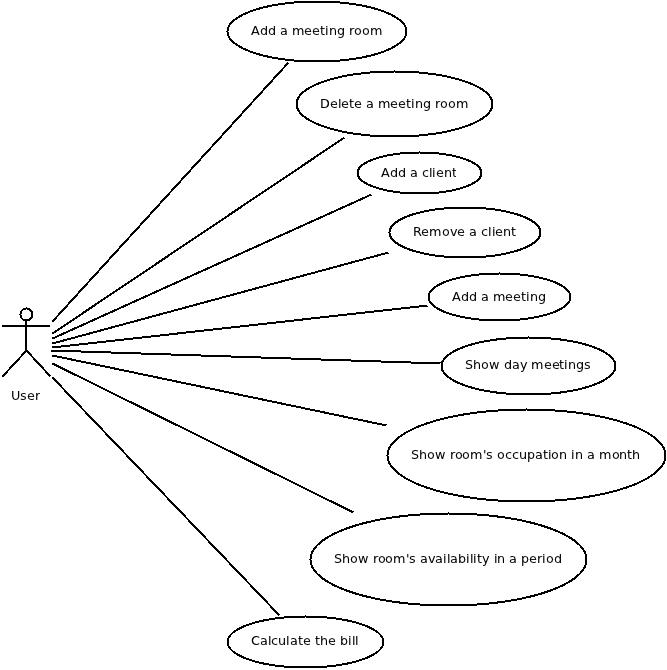 Add a meeting room
Delete a meeting room
Add a client
Remove a client
Add a meeting
Show day meetings
User
Show room's occupation in a month
Show room's availability in a period
Calculate the bill